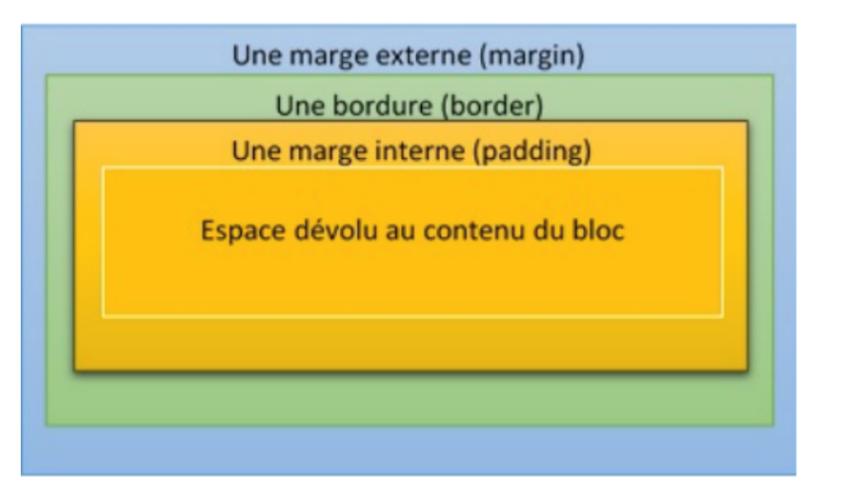 Une marge externe (margin)
Une bordure (border)
Une marge interne (padding)
Espace dévolu au contenu du bloc